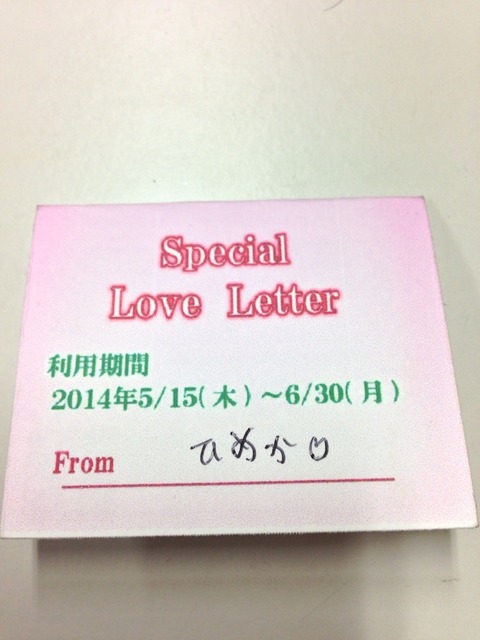 Special
Love Letter
利用期間
2014年5/15(木)～6/30(月)
From ひめか♡